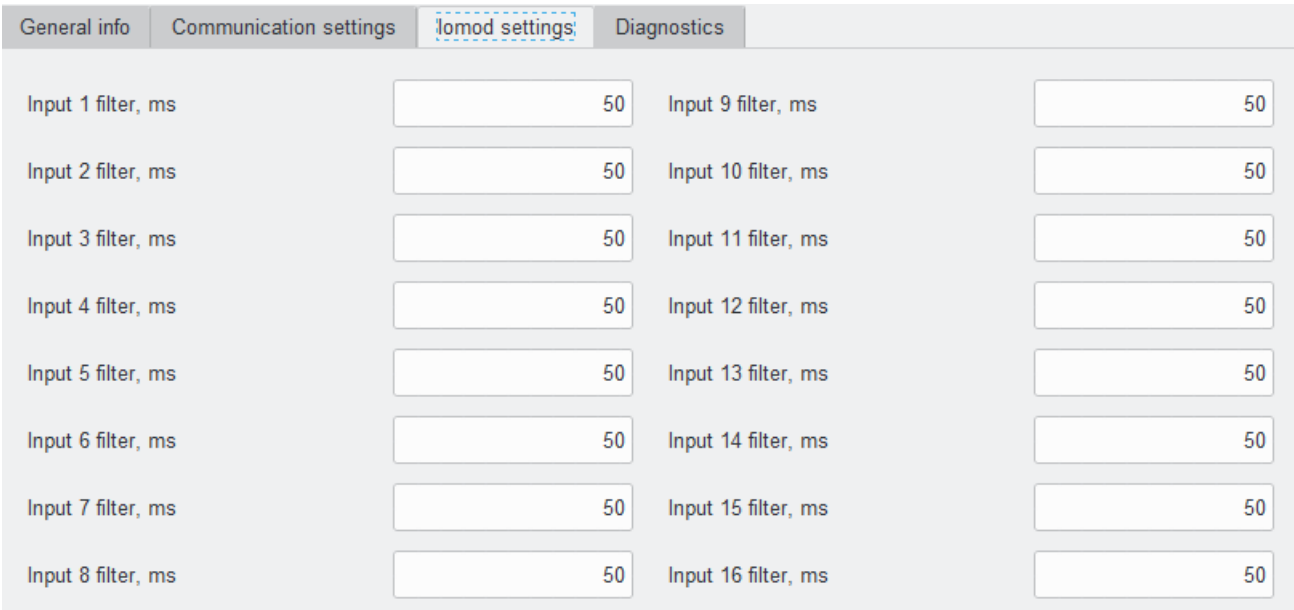 General info Communication settings Iomod settings Diagnostics
Input 1 filter, ms 50 Input 9 filter, ms 50
Input 2 filter, ms 50 Input 10 filter, ms 50
Input 3 filter, ms 50 Input 11 filter, ms 50
Input 4 filter, ms 50 Input 12 filter, ms 50
Input 5 filter, ms 50 Input 13 filter, ms 50
Input 6 filter, ms 50 Input 14 filter, ms 50
Input 7 filter, ms 50 Input 15 filter, ms 50
Input 8 filter, ms 50 Input 16 filter, ms 50